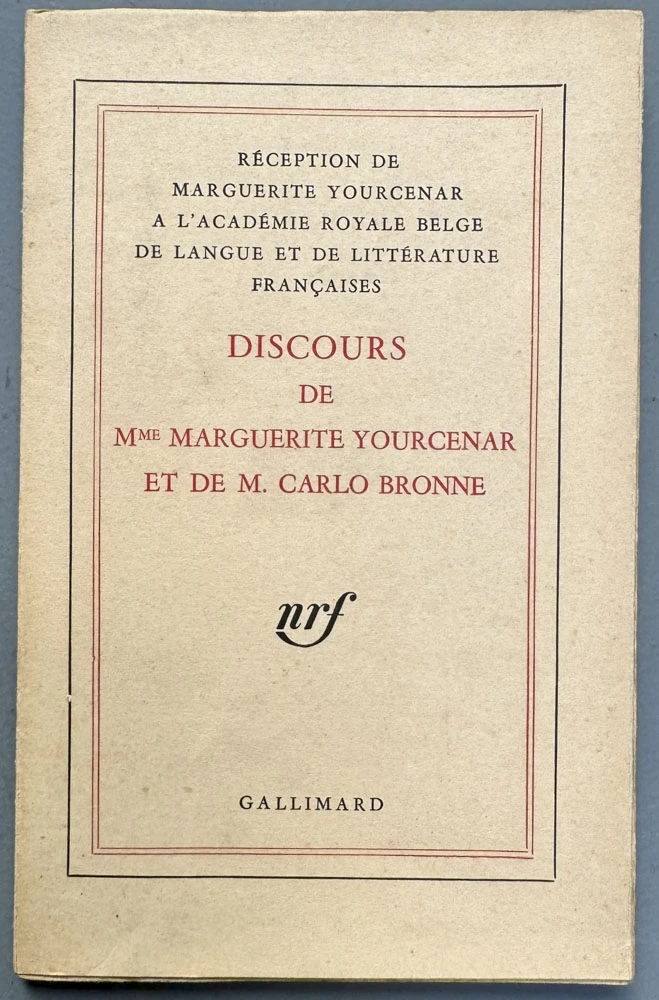 RÉCEPTION DE
MARGUERITE YOURCENAR
A L'ACADÉMIE ROYALE BELGE
DE LANGUE ET DE LITTÉRATURE
FRANÇAISES
DISCOURS
DE
MME MARGUERITE YOURCENAR
ET DE M. CARLO BRONNE
nrf
GALLIMARD